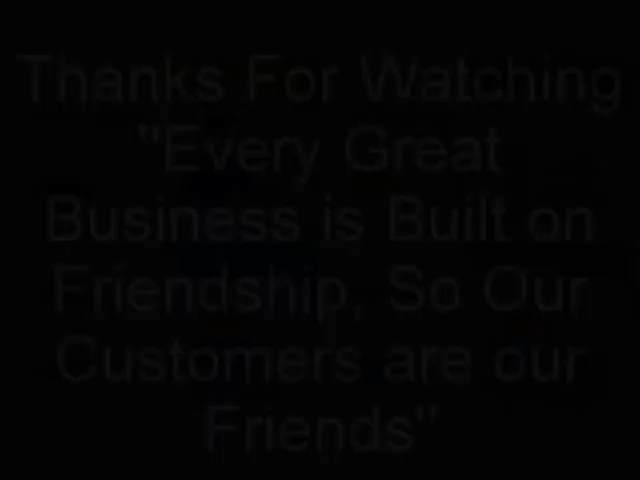 Thanks For Watching
"Every Great
Business is Built on
Friendship, So Our
Customers are our
Friends"